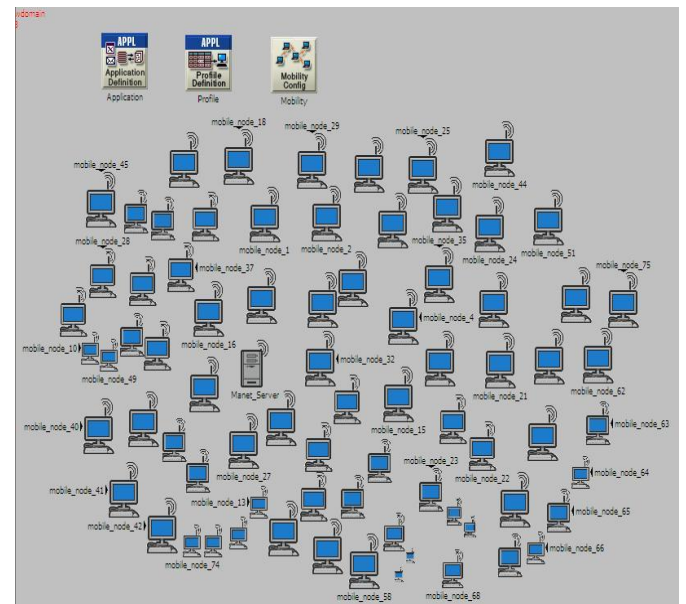 wdomain
APPL
Application
Definition
Application
APPL
Profile
Definition
Profile
Mobility
Config
Mobility
mobile_node_18
mobile_node_29
mobile_node_25
mobile_node_45
mobile_node_44
mobile_node_28
mobile_node_1
mobile_node_2
mobile_node_35
mobile_node_24
mobile_node_51
mobile_node_37
mobile_node_75
mobile_node_4
mobile_node_10
mobile_node_16
mobile_node_49
mobile_node_32
Manet_Server
mobile_node_21
mobile_node_62
mobile_node_15
mobile_node_40
mobile_node_63
mobile_node_27
mobile_node_23
mobile_node_22
mobile_node_64
mobile_node_41
mobile_node_13
mobile_node_65
mobile_node_42
mobile_node_66
mobile_node_74
mobile_node_58
mobile_node_68